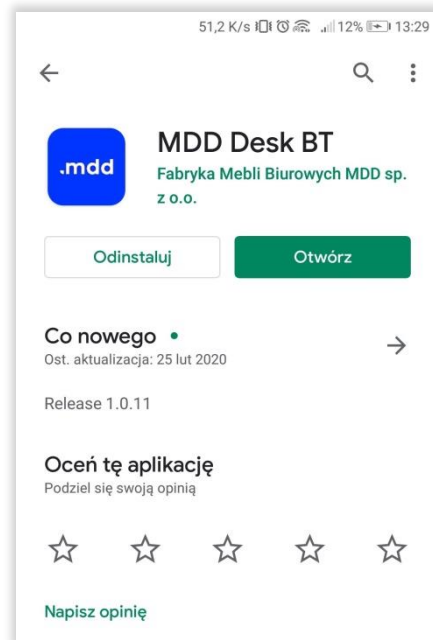 51,2 K/s 12% 13:29
MDD Desk BT
.mdd
Fabryka Mebli Biurowych MDD sp.
z o.o.
Odinstaluj
Otwórz
Co nowego
Ost. aktualizacja: 25 lut 2020
Release 1.0.11
Oceń tę aplikację
Podziel się swoją opinią
Napisz opinię